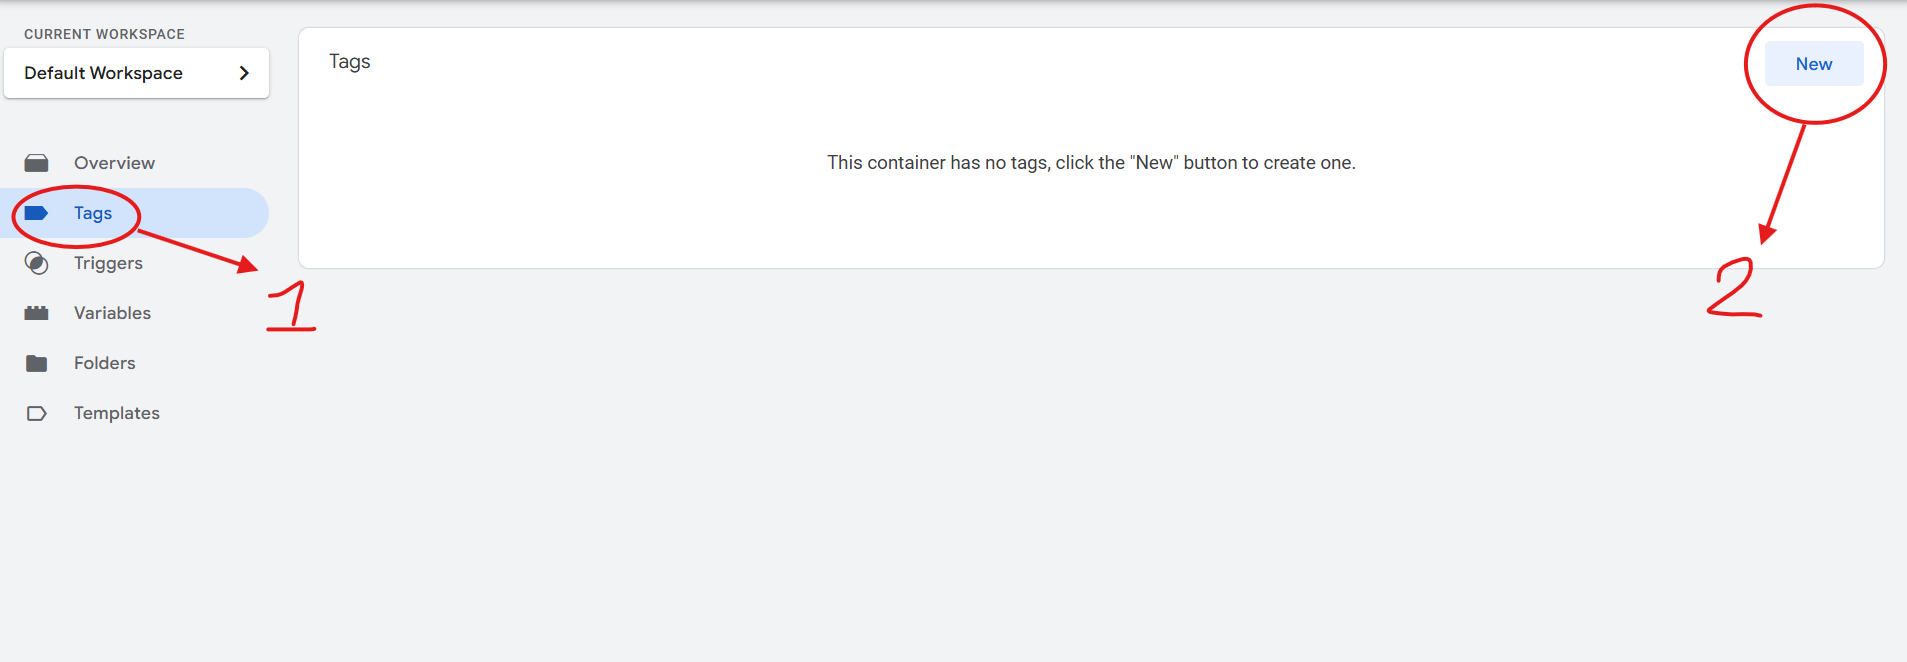 CURRENT WORKSPACE
Default Workspace
Overview
Tags
Triggers
Variables
Folders
Templates
Tags
New
This container has no tags, click the "New" button to create one.
1
2